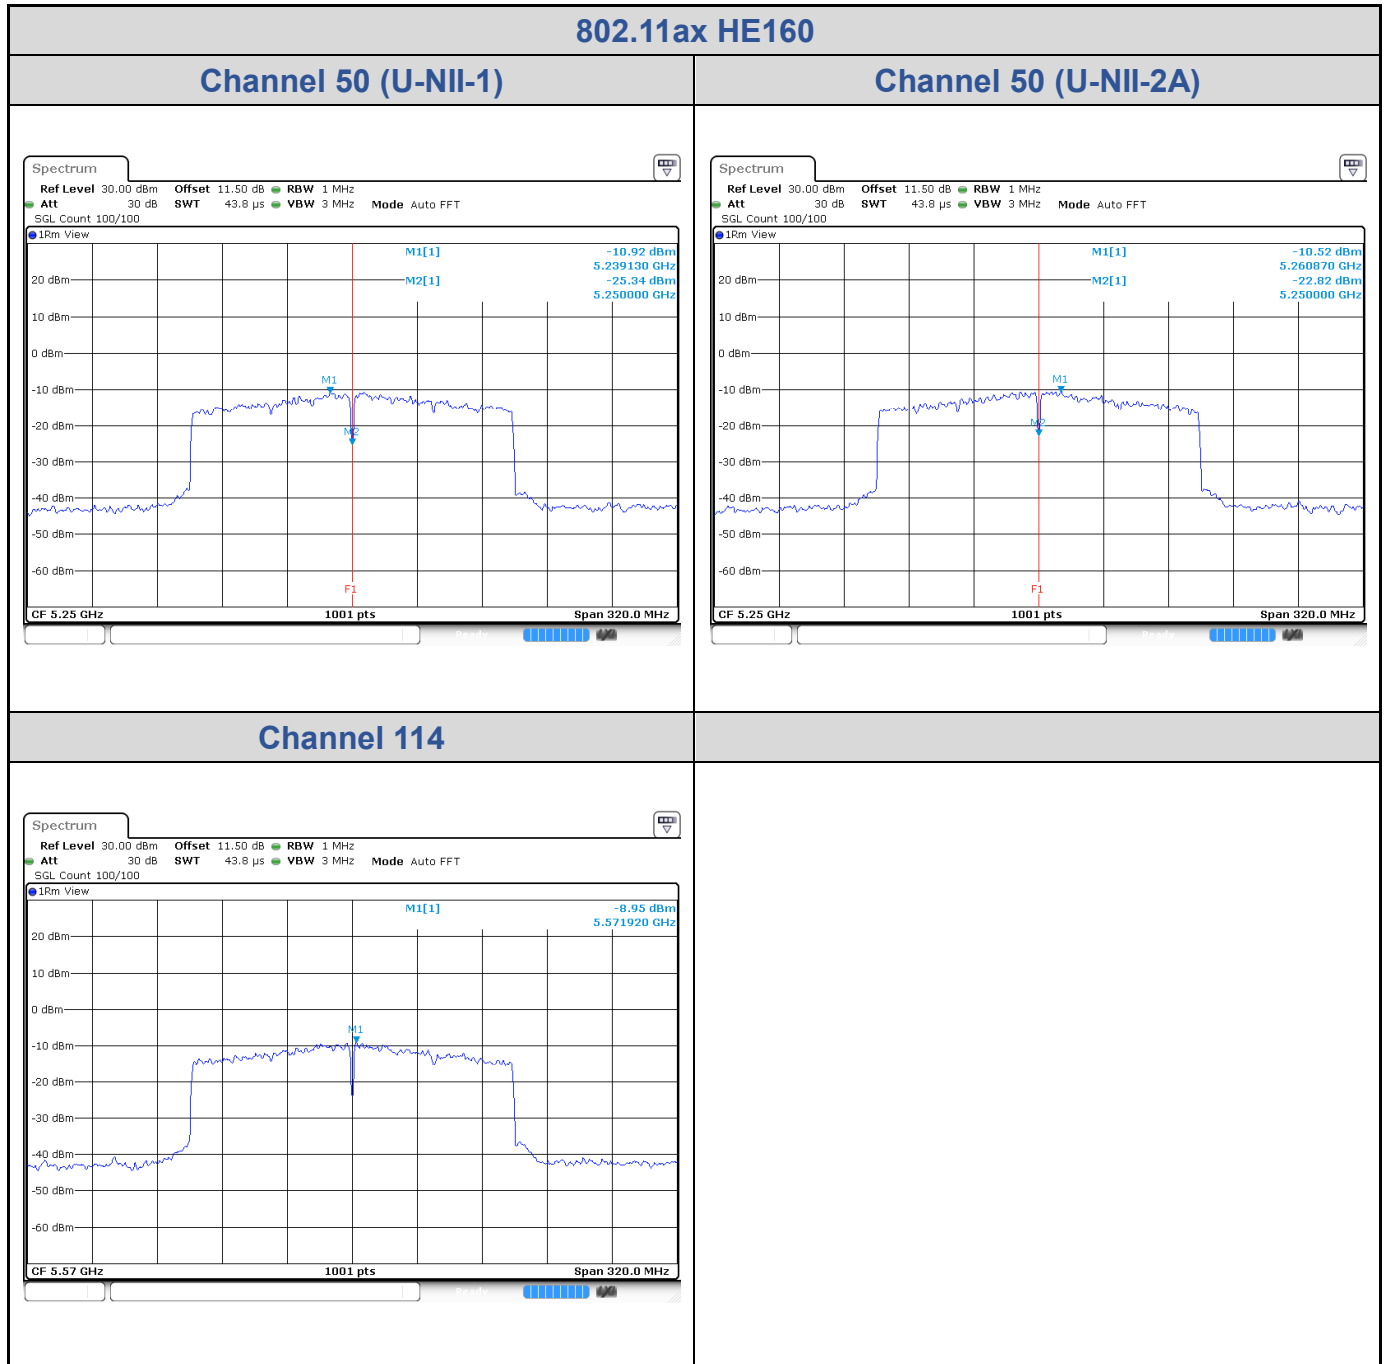 802.11ax HE160
Channel 50 (U-NII-1)
Channel 50 (U-NII-2A)
Spectrum
Ref Level 30.00 dBm Offset 11.50 dB RBW 1 MHz
Att 30 dB SWT 43.8 µs VBW 3 MHz Mode Auto FFT
SGL Count 100/100
1Rm View
M1[1] -10.92 dBm
5.239130 GHz
M2[1] -25.34 dBm
5.250000 GHz
20 dBm
10 dBm
0 dBm
M1
-10 dBm
-20 dBm
M2
-30 dBm
-40 dBm
-50 dBm
-60 dBm
F1
CF 5.25 GHz 1001 pts Span 320.0 MHz
Ready
Spectrum
Ref Level 30.00 dBm Offset 11.50 dB RBW 1 MHz
Att 30 dB SWT 43.8 µs VBW 3 MHz Mode Auto FFT
SGL Count 100/100
1Rm View
M1[1] -10.52 dBm
5.260870 GHz
M2[1] -22.82 dBm
5.250000 GHz
20 dBm
10 dBm
0 dBm
M1
-10 dBm
-20 dBm
M2
-30 dBm
-40 dBm
-50 dBm
-60 dBm
F1
CF 5.25 GHz 1001 pts Span 320.0 MHz
Ready
Channel 114
Spectrum
Ref Level 30.00 dBm Offset 11.50 dB RBW 1 MHz
Att 30 dB SWT 43.8 µs VBW 3 MHz Mode Auto FFT
SGL Count 100/100
1Rm View
M1[1] -8.95 dBm
5.571920 GHz
20 dBm
10 dBm
0 dBm
M1
-10 dBm
-20 dBm
-30 dBm
-40 dBm
-50 dBm
-60 dBm
CF 5.57 GHz 1001 pts Span 320.0 MHz
Ready